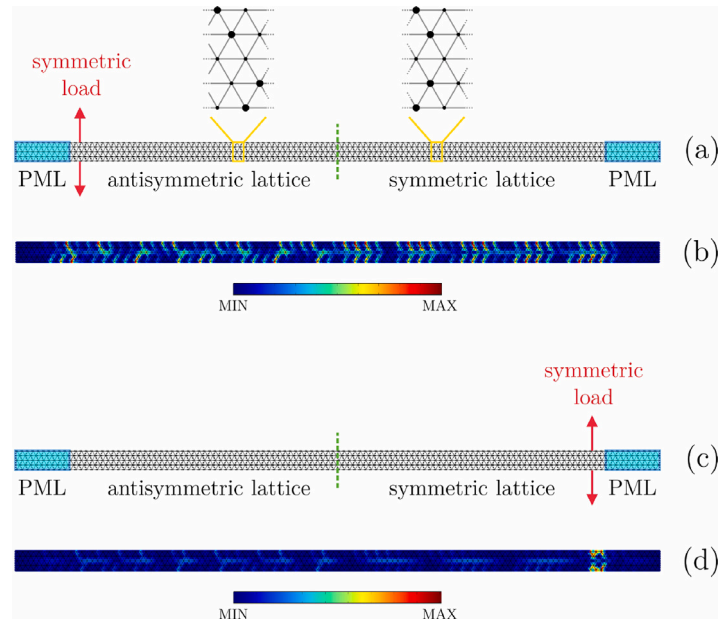 symmetric
load
(a)
PML antisymmetric lattice symmetric lattice PML
(b)
MIN MAX
symmetric
load
(c)
PML antisymmetric lattice symmetric lattice PML
(d)
MIN MAX